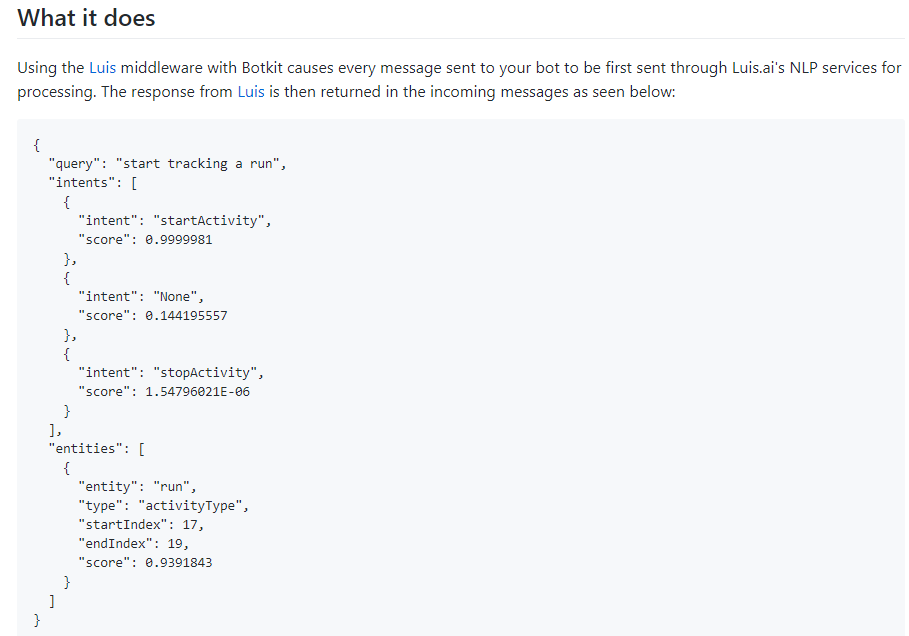 What it does
Using the Luis middleware with Botkit causes every message sent to your bot to be first sent through Luis.ai's NLP services for
processing. The response from Luis is then returned in the incoming messages as seen below:
{
  "query": "start tracking a run",
  "intents": [
    {
      "intent": "startActivity",
      "score": 0.9999981
    },
    {
      "intent": "None",
      "score": 0.144195557
    },
    {
      "intent": "stopActivity",
      "score": 1.54796021E-06
    }
  ],
  "entities": [
    {
      "entity": "run",
      "type": "activityType",
      "startIndex": 17,
      "endIndex": 19,
      "score": 0.9391843
    }
  ]
}